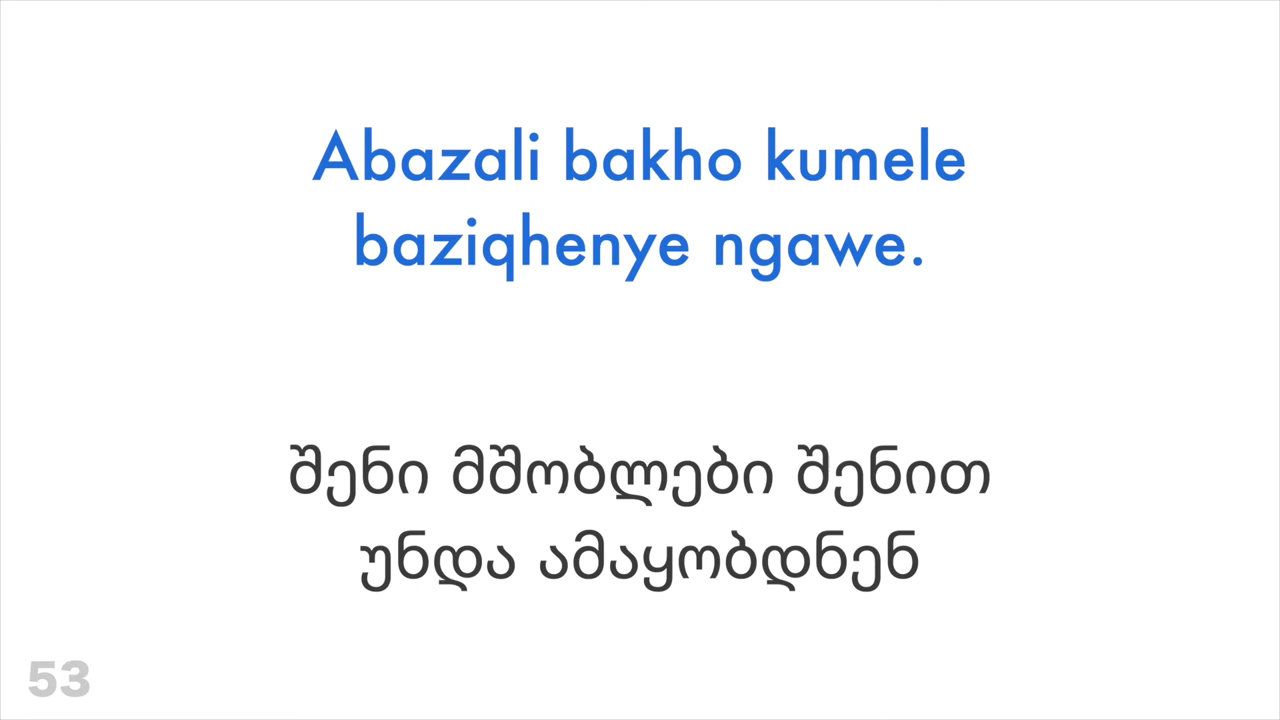 Abazali bakho kumele
baziqhenye ngawe.
შენი მშობლები შენით
უნდა ამაყობდნენ
53